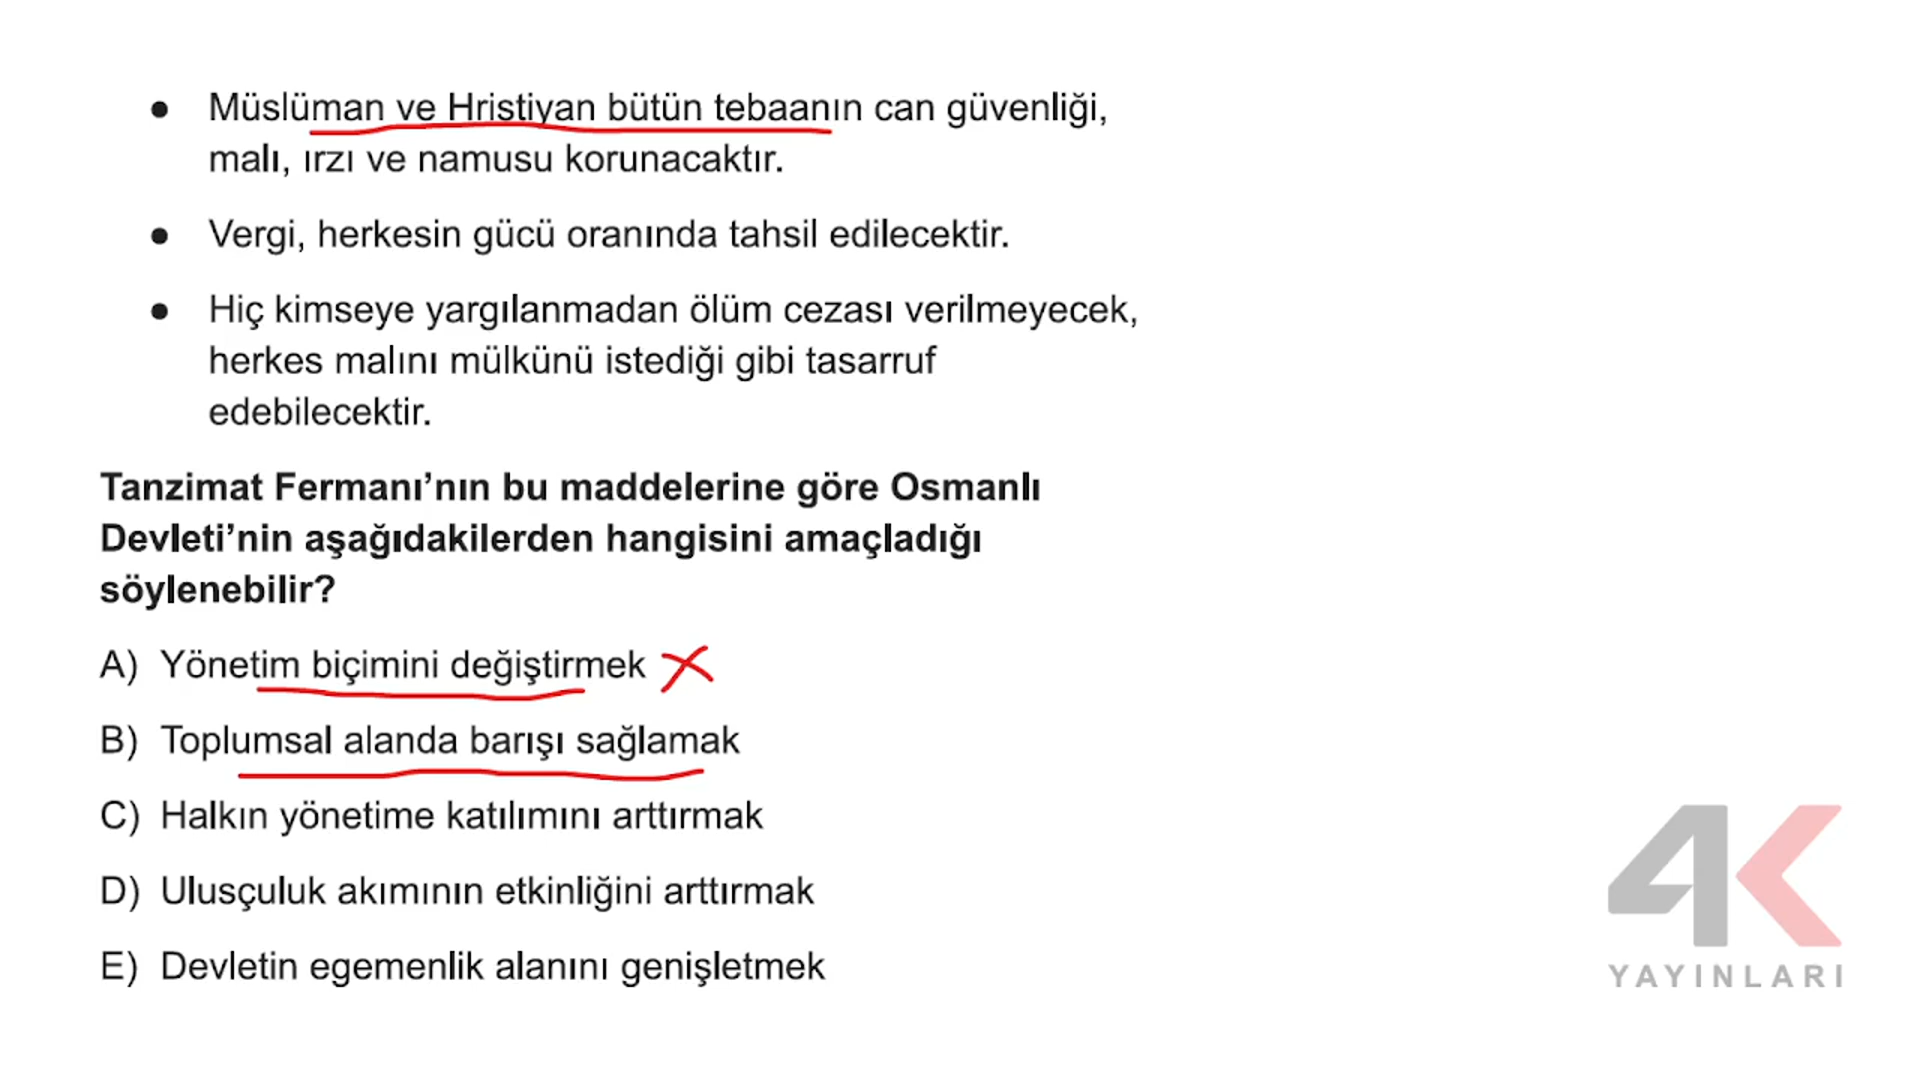 ● Müslüman ve Hristiyan bütün tebaanın can güvenliği,
malı, ırzı ve namusu korunacaktır.
● Vergi, herkesin gücü oranında tahsil edilecektir.
● Hiç kimseye yargılanmadan ölüm cezası verilmeyecek,
herkes malını mülkünü istediği gibi tasarruf
edebilecektir.
Tanzimat Fermanı’nın bu maddelerine göre Osmanlı
Devleti’nin aşağıdakilerden hangisini amaçladığı
söylenebilir?
A) Yönetim biçimini değiştirmek
B) Toplumsal alanda barışı sağlamak
C) Halkın yönetime katılımını arttırmak
D) Ulusçuluk akımının etkinliğini arttırmak
E) Devletin egemenlik alanını genişletmek
4K
YAYINLARI